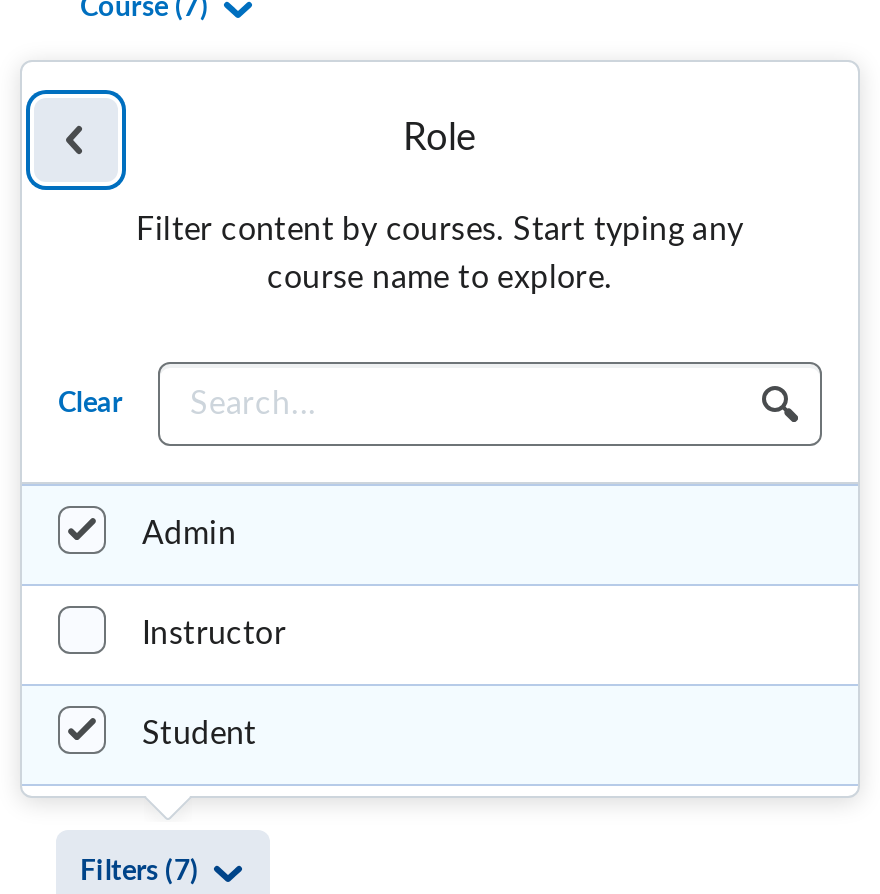 Course (7)
Role
Filter content by courses. Start typing any
course name to explore.
Clear
Search...
Admin
Instructor
Student
Filters (7)